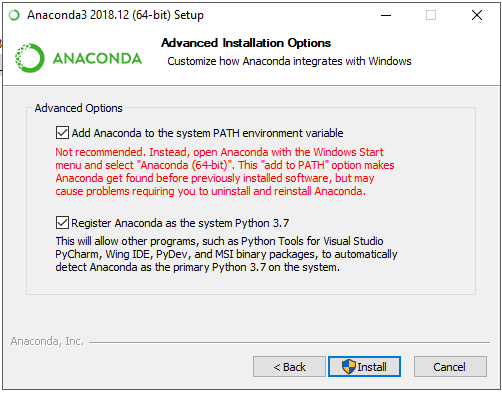 Anaconda3 2018.12 (64-bit) Setup
ANACONDA
Advanced Installation Options
Customize how Anaconda integrates with Windows
Advanced Options
Add Anaconda to the system PATH environment variable
Not recommended. Instead, open Anaconda with the Windows Start
menu and select "Anaconda (64-bit)". This "add to PATH" option makes
Anaconda get found before previously installed software, but may
cause problems requiring you to uninstall and reinstall Anaconda.
Register Anaconda as the system Python 3.7
This will allow other programs, such as Python Tools for Visual Studio
PyCharm, Wing IDE, PyDev, and MSI binary packages, to automatically
detect Anaconda as the primary Python 3.7 on the system.
Anaconda, Inc.
< Back
Install
Cancel